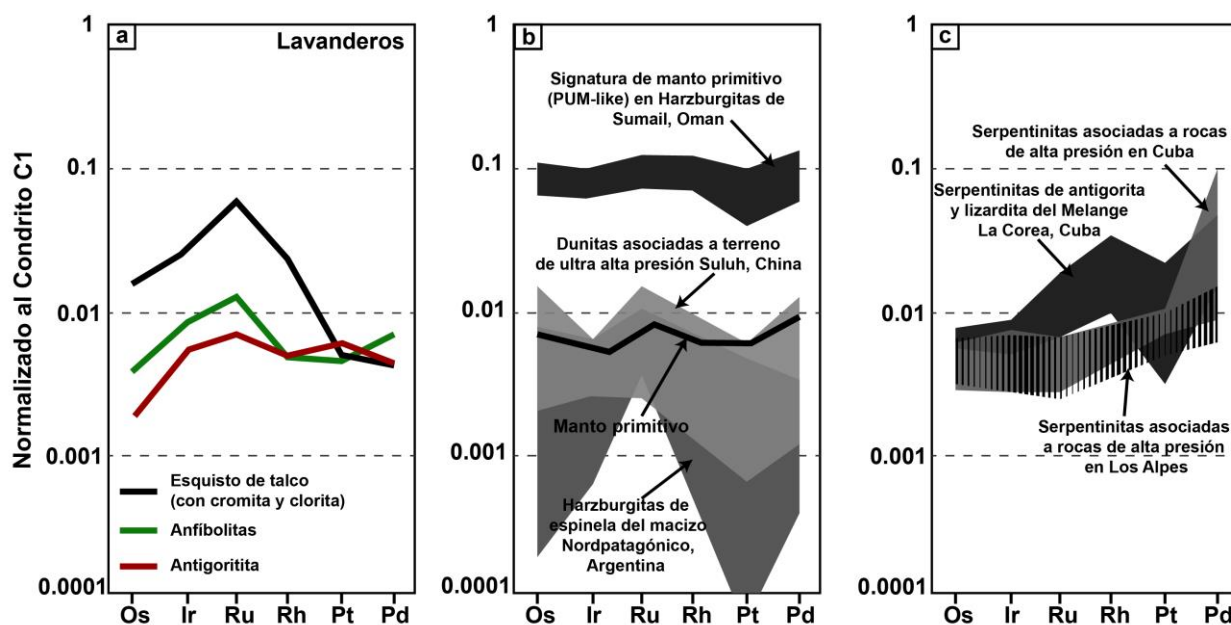 Normalizado al Condrito C1
a
Lavanderos
1
0.1
0.01
0.001
0.0001
Esquisto de talco
(con cromita y clorita)
Anfíbolitas
Antigoritita
Os Ir Ru Rh Pt Pd
b
1
0.1
0.01
0.001
0.0001
Signatura de manto primitivo
(PUM-like) en Harzburgitas de
Sumail, Oman
Dunitas asociadas a terreno
de ultra alta presión Suluh, China
Manto primitivo
Harzburgitas de
espinela del macizo
Nordpatagónico,
Argentina
Os Ir Ru Rh Pt Pd
c
1
0.1
0.01
0.001
0.0001
Serpentinitas asociadas a rocas
de alta presión en Cuba
Serpentinitas de antigorita
y lizardita del Melange
La Corea, Cuba
Serpentinitas asociadas
a rocas de alta presión
en Los Alpes
Os Ir Ru Rh Pt Pd